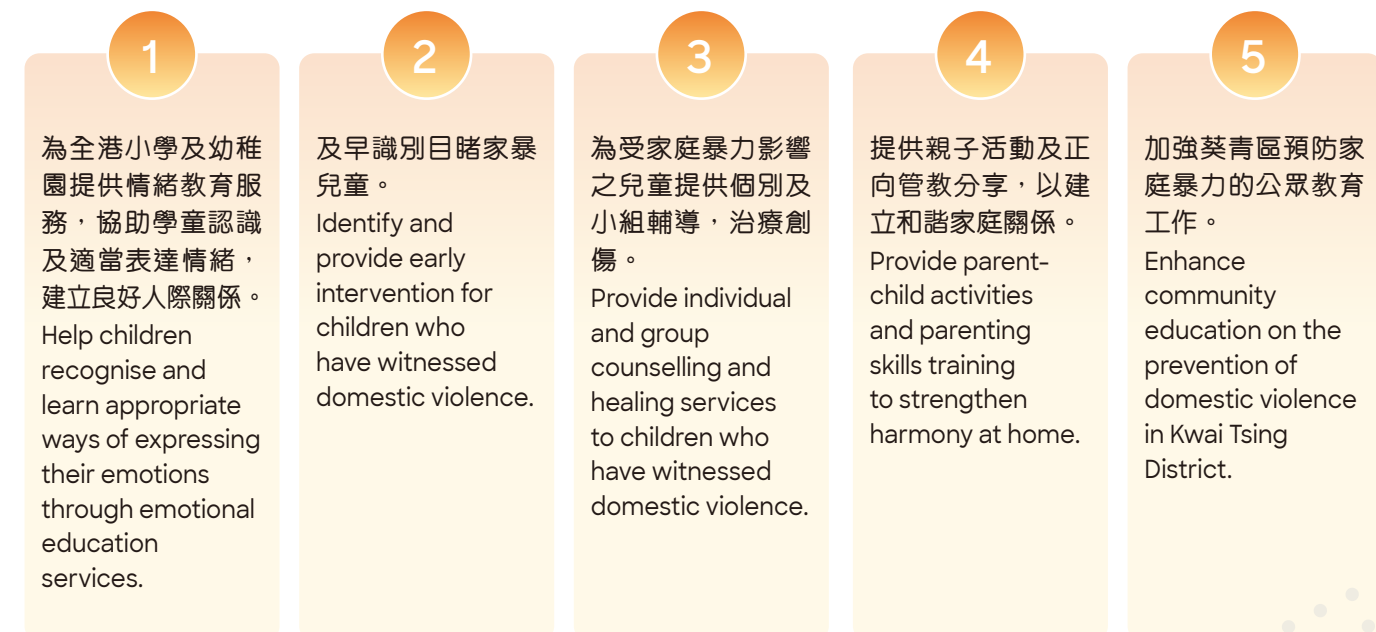 1
為全港小學及幼稚
園提供情緒教育服
務，協助學童認識
及適當表達情緒，
建立良好人際關係。
Help children
recognise and
learn appropriate
ways of expressing
their emotions
through emotional
education
services.
2
及早識別目睹家暴
兒童。
Identify and
provide early
intervention for
children who
have witnessed
domestic violence.
3
為受家庭暴力影響
之兒童提供個別及
小組輔導，治療創
傷。
Provide individual
and group
counselling and
healing services
to children who
have witnessed
domestic violence.
4
提供親子活動及正
向管教分享，以建
立和諧家庭關係。
Provide parent-
child activities
and parenting
skills training
to strengthen
harmony at home.
5
加強葵青區預防家
庭暴力的公眾教育
工作。
Enhance
community
education on the
prevention of
domestic violence
in Kwai Tsing
District.